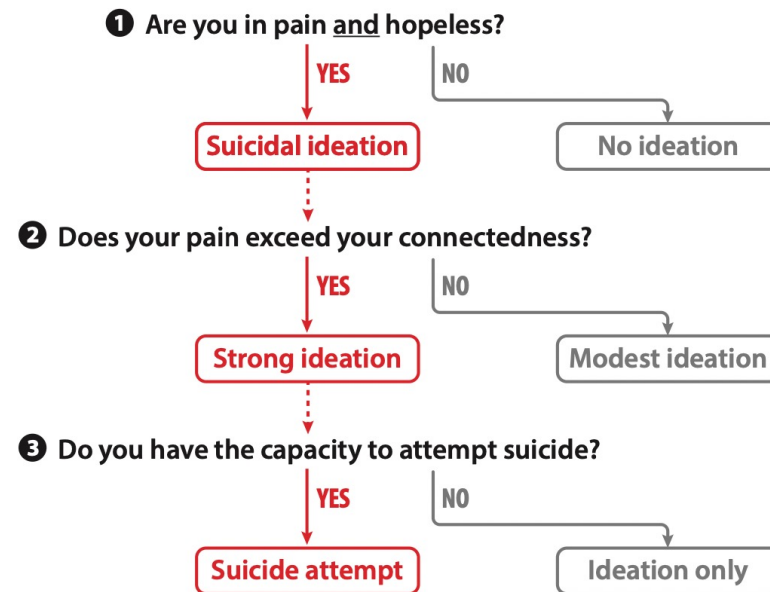 ❶ Are you in pain and hopeless?
YES
NO
Suicidal ideation
No ideation
❷ Does your pain exceed your connectedness?
YES
NO
Strong ideation
Modest ideation
❸ Do you have the capacity to attempt suicide?
YES
NO
Suicide attempt
Ideation only